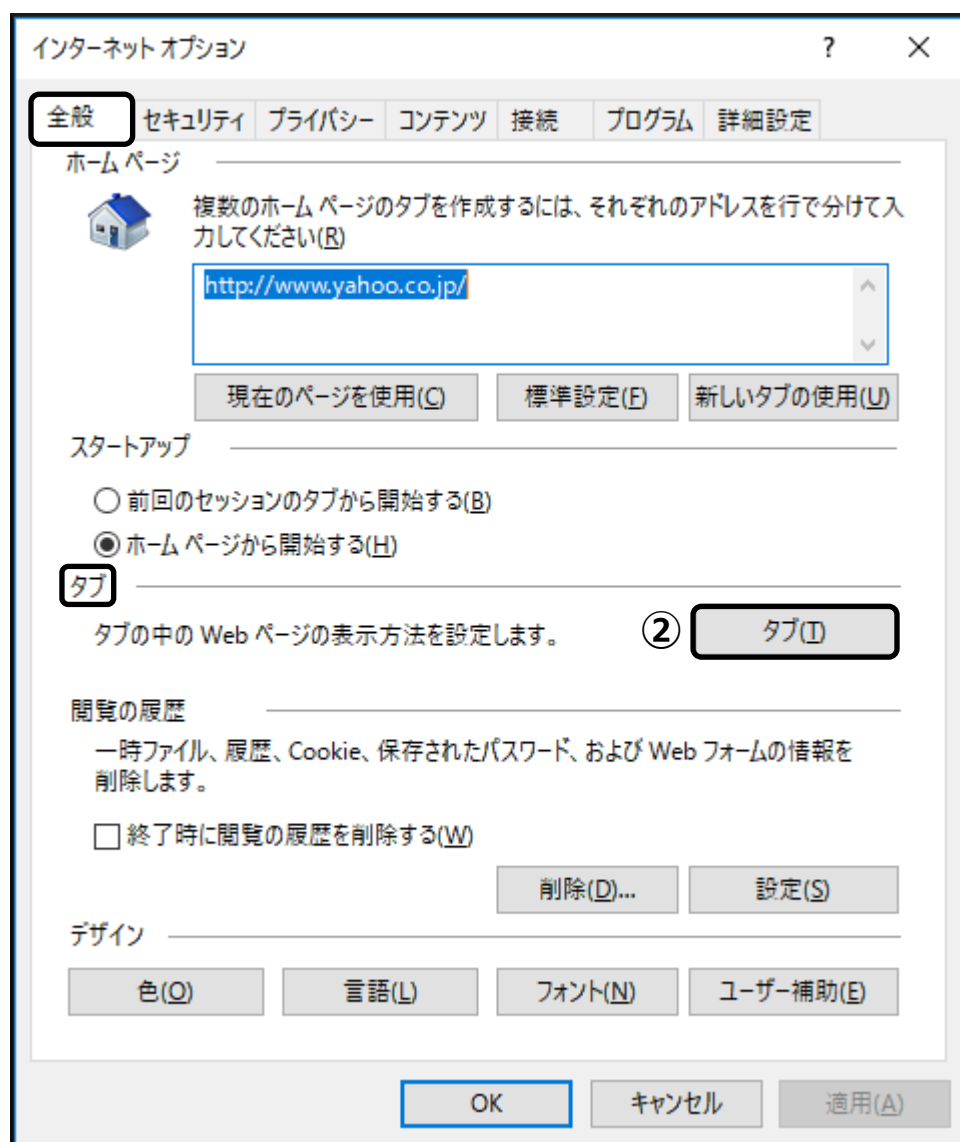 インターネット オプション ? ×
全般 セキュリティ プライバシー コンテンツ 接続 プログラム 詳細設定
ホーム ページ
複数のホーム ページのタブを作成するには、それぞれのアドレスを行で分けて入
力してください(R)
http://www.yahoo.co.jp/
現在のページを使用(C) 標準設定(F) 新しいタブの使用(U)
スタートアップ
前回のセッションのタブから開始する(B)
ホーム ページから開始する(H)
タブ
タブの中の Web ページの表示方法を設定します。 ② タブ(T)
閲覧の履歴
一時ファイル、履歴、Cookie、保存されたパスワード、および Web フォームの情報を
削除します。
終了時に閲覧の履歴を削除する(W)
削除(D)... 設定(S)
デザイン
色(O) 言語(L) フォント(N) ユーザー補助(E)
OK キャンセル 適用(A)